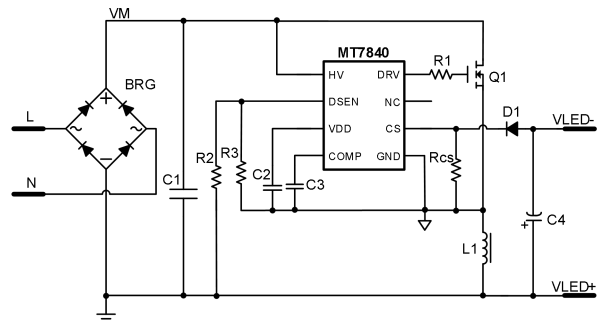 VM
MT7840
HV
DRV
R1
Q1
BRG
DSEN
NC
L
D1
VLED-
VDD
CS
R2
R3
COMP
GND
Rcs
N
C1
C2
C3
C4
L1
VLED+